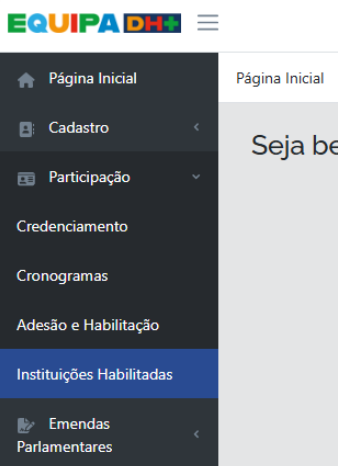 EQUIPA DH+
Página Inicial
Página Inicial
Cadastro
Seja be
Participação
Credenciamento
Cronogramas
Adesão e Habilitação
Instituições Habilitadas
Emendas
Parlamentares